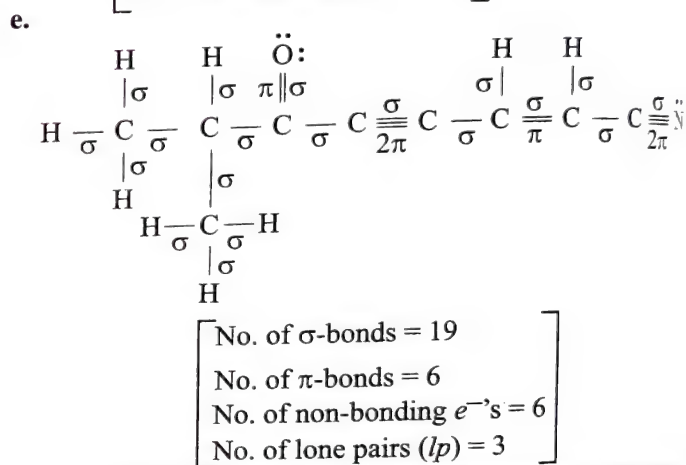 e.
H H Ö: H H
|σ |σ π||σ σ| |σ
H — C — C — C — C ≡ C — C = C — C ≡ N̈
σ σ σ σ σ 2π σ σ π σ σ 2π
|σ |σ
H
H — C — H
σ σ
|σ
H
No. of σ-bonds = 19
No. of π-bonds = 6
No. of non-bonding e⁻'s = 6
No. of lone pairs (lp) = 3